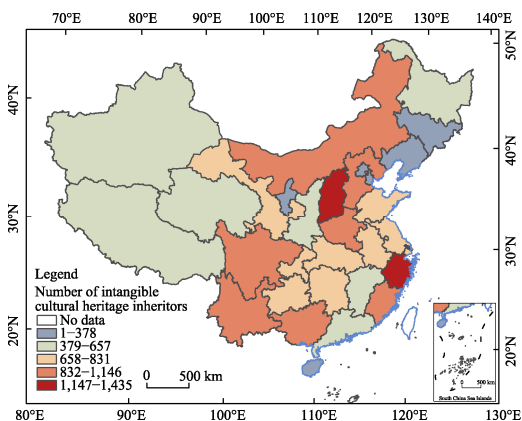 70°E 80°E 90°E 100°E 110°E 120°E 130°E 140°E
50°N
40°N
40°N
30°N
30°N
20°N
20°N
Legend
Number of intangible
cultural heritage inheritors
No data
1–378
379–657
658–831
832–1,146
1,147–1,435
0 500 km
0 500 km
South China Sea Islands
80°E 90°E 100°E 110°E 120°E 130°E